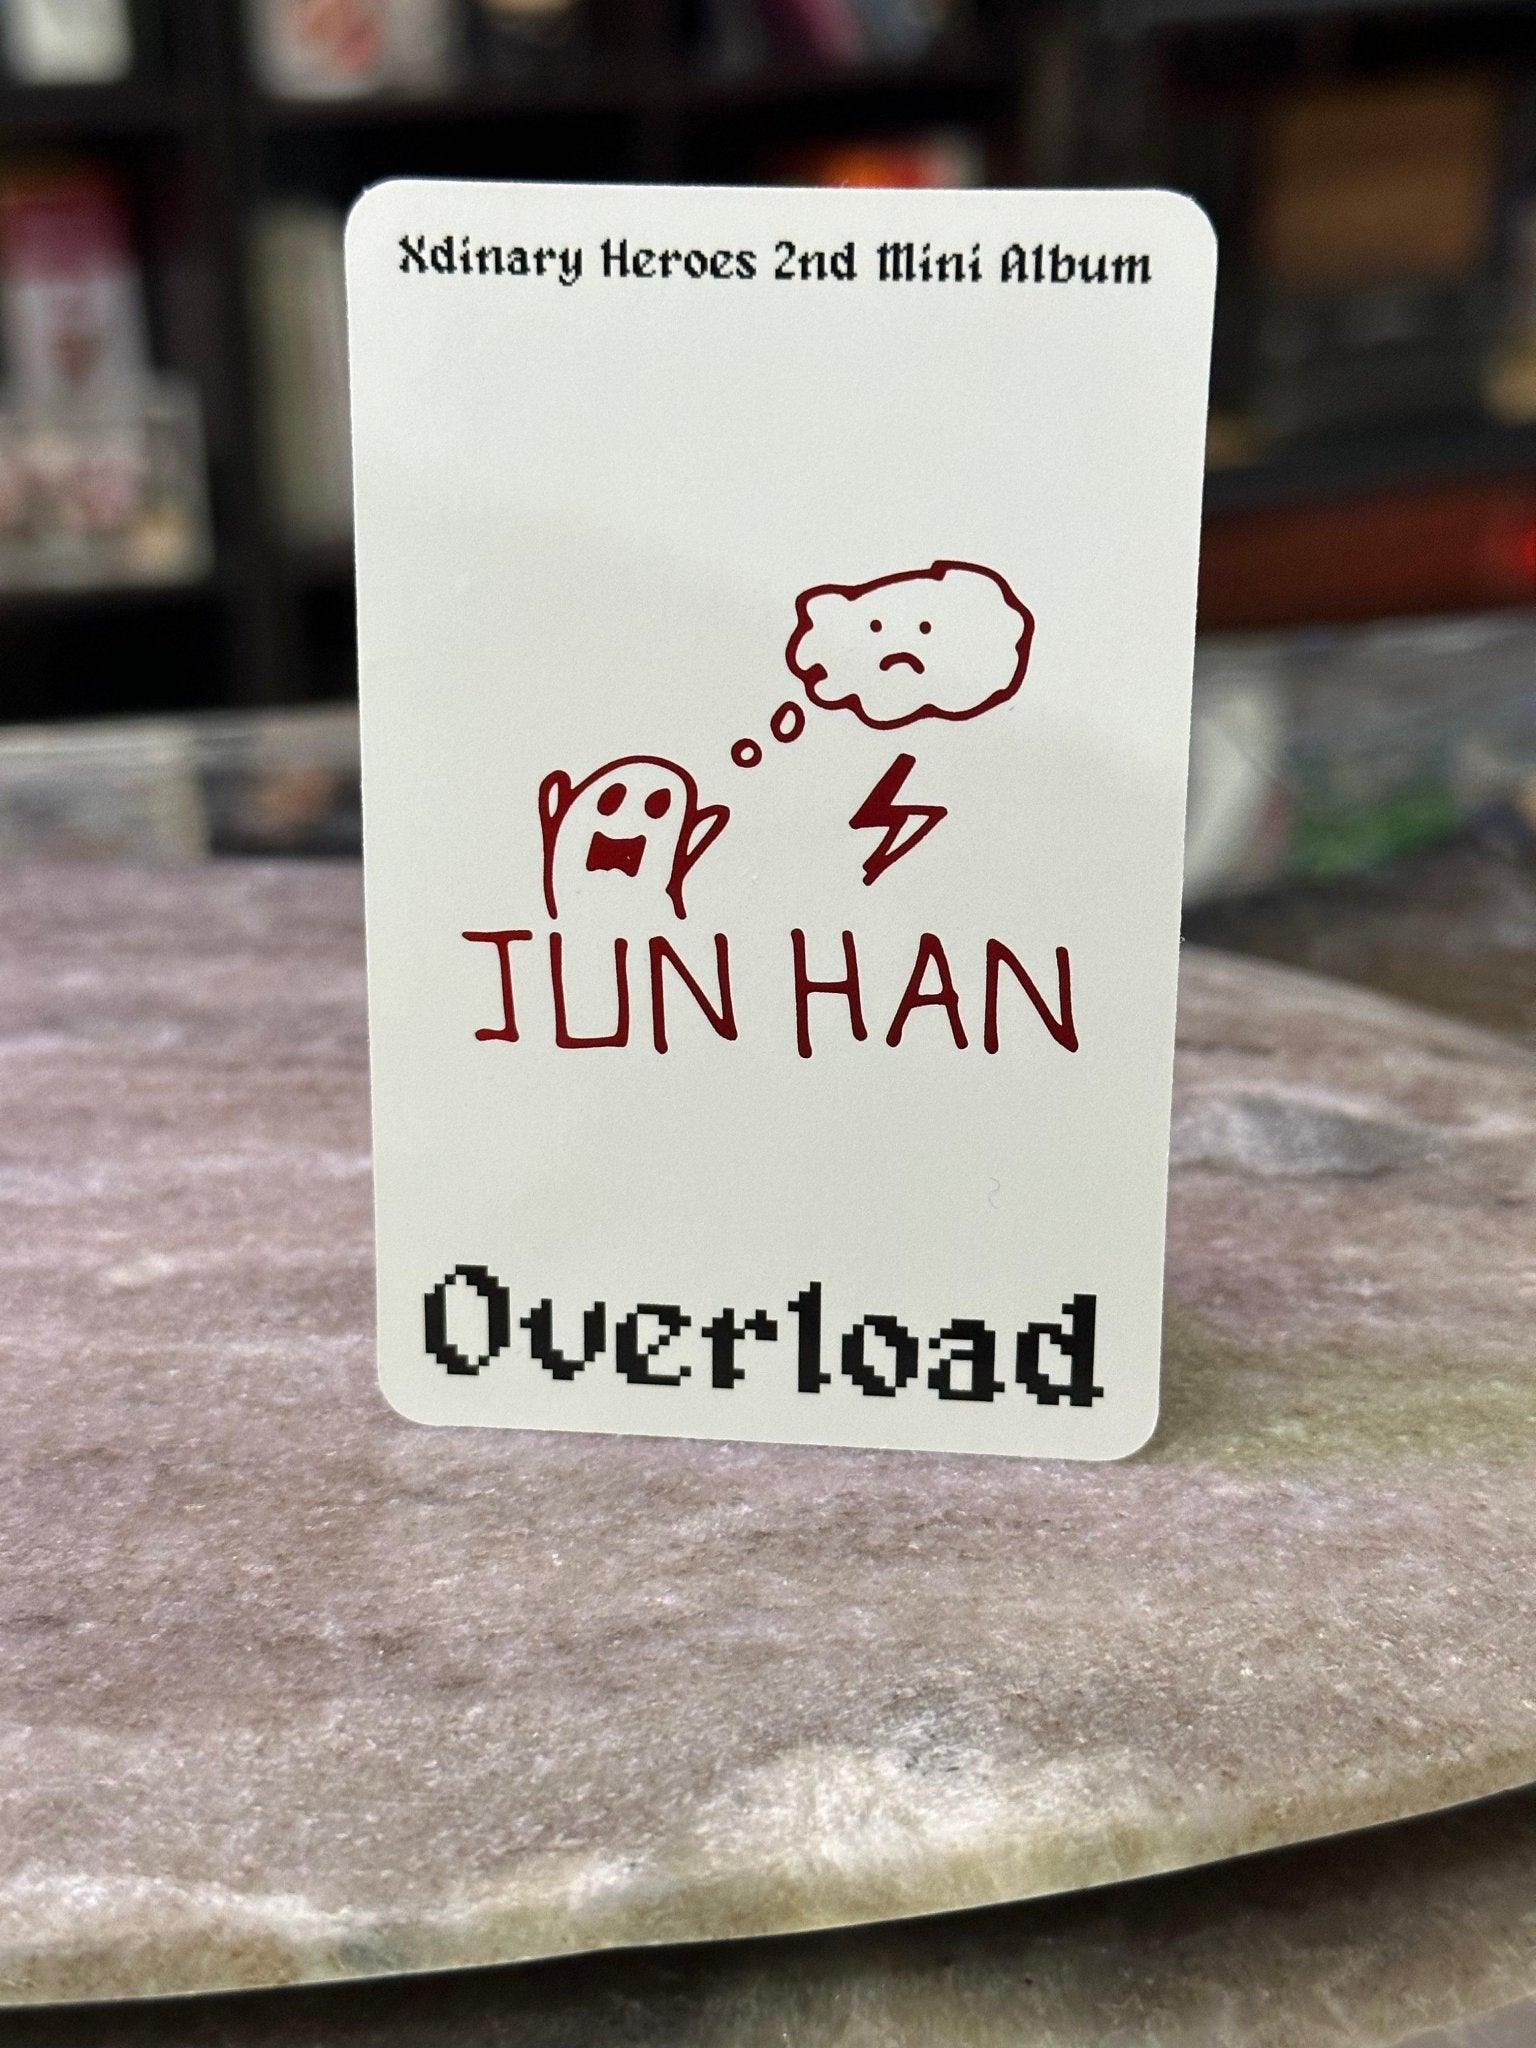 Xdinary Heroes 2nd Mini Album
JUN HAN
Overload